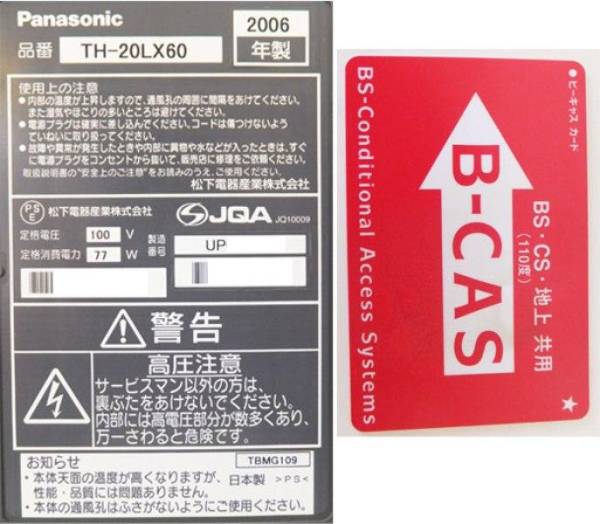 Panasonic
2006
年製
品番 TH-20LX60
使用上の注意
●内部の温度が上昇しますので、通風孔の周囲に間隔をあけてください。
また湿気やほこりの多いところは避けてください。
●電源プラグは確実に差し込んでください。コードは傷つけないよう
ていねいに取り扱ってください。
●故障や異常が発生したときや内部に異物や水などが入ったときは、すぐ
に電源プラグをコンセントから抜いて、販売店に修理をご依頼ください。
取扱説明書の"安全上のご注意"をお読みのうえ、ご使用ください。
松下電器産業株式会社
PSE 松下電器産業株式会社
JQA JQ10009
定格電圧 100 V
定格消費電力 77 W
製造番号 UP
警告
高圧注意
サービスマン以外の方は、
裏ぶたをあけないでください。
内部には高電圧部分が数多くあり、
万一さわると危険です。
お知らせ TBMG109
・本体天面の温度が高くなりますが、
性能・品質には問題ありません。
日本製 >PS<
・本体の通風孔はふさがないようにご使用ください。
●ビーキャス カード
BS・CS・地上 共用
(110度)
B-CAS
BS-Conditional Access Systems